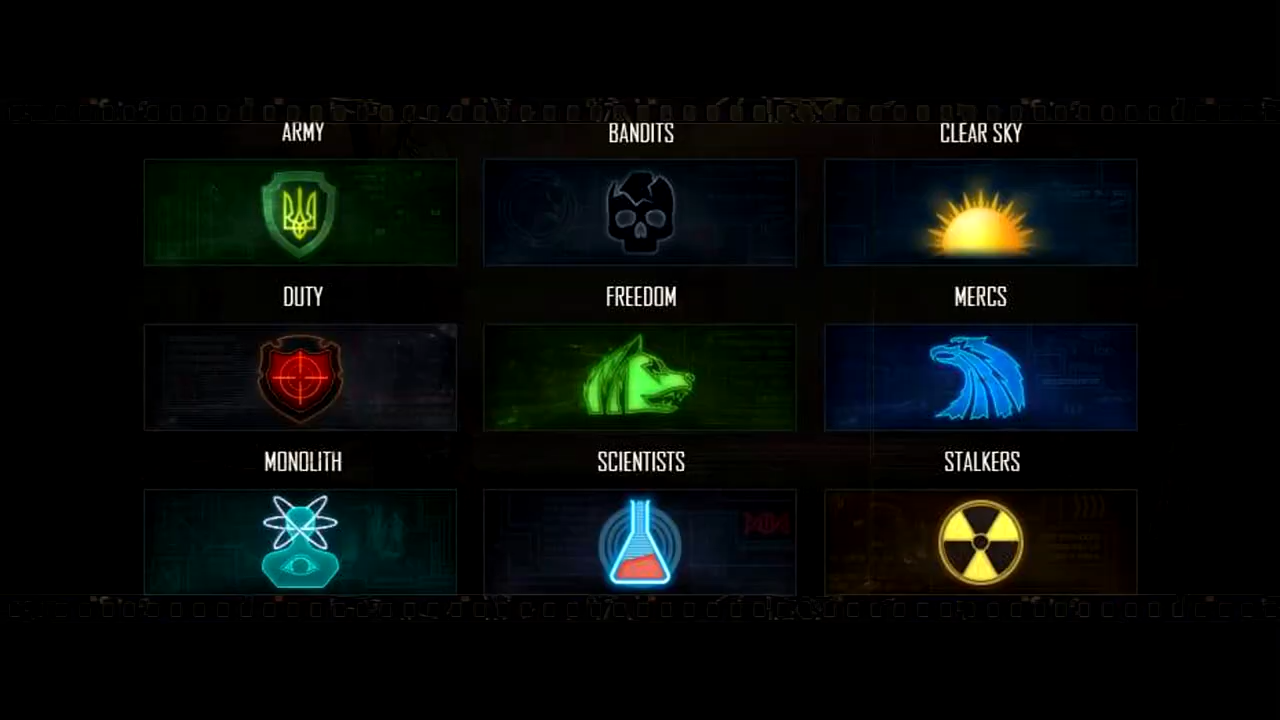 ARMY
BANDITS
CLEAR SKY
DUTY
FREEDOM
MERCS
MONOLITH
SCIENTISTS
STALKERS